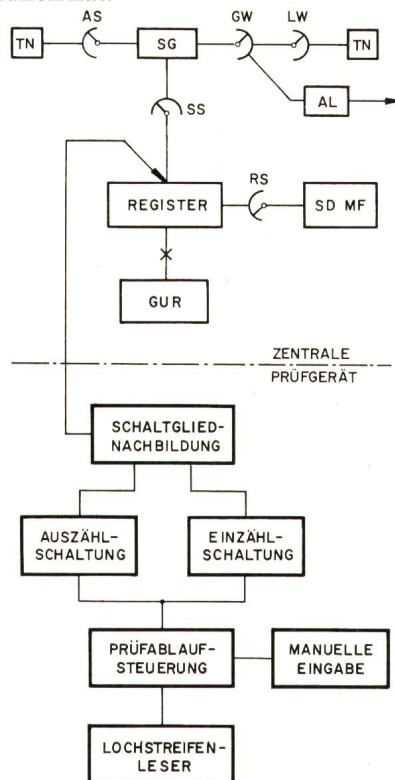 AS
GW
LW
TN
SG
TN
AL
SS
RS
REGISTER
SD MF
GUR
ZENTRALE
PRÜFGERÄT
SCHALTGLIED-
NACHBILDUNG
AUSZÄHL-
SCHALTUNG
EINZÄHL-
SCHALTUNG
PRÜFABLAUF-
STEUERUNG
MANUELLE
EINGABE
LOCHSTREIFEN-
LESER